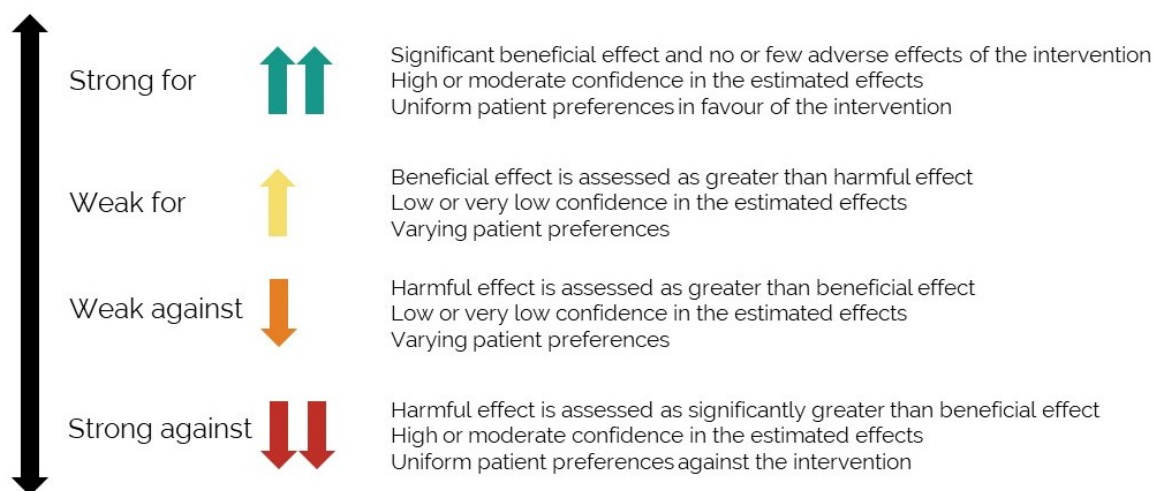 Strong for
Significant beneficial effect and no or few adverse effects of the intervention
High or moderate confidence in the estimated effects
Uniform patient preferences in favour of the intervention
Weak for
Beneficial effect is assessed as greater than harmful effect
Low or very low confidence in the estimated effects
Varying patient preferences
Weak against
Harmful effect is assessed as greater than beneficial effect
Low or very low confidence in the estimated effects
Varying patient preferences
Strong against
Harmful effect is assessed as significantly greater than beneficial effect
High or moderate confidence in the estimated effects
Uniform patient preferences against the intervention